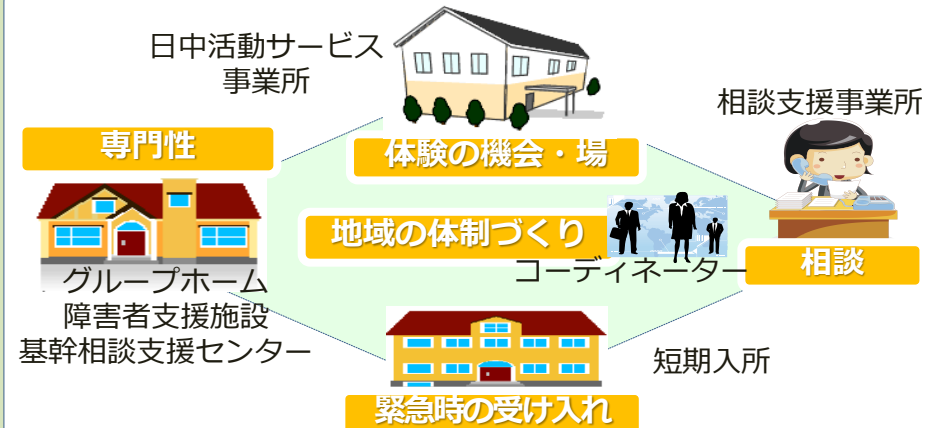 日中活動サービス
事業所
相談支援事業所
専門性
体験の機会・場
地域の体制づくり
コーディネーター
相談
グループホーム
障害者支援施設
基幹相談支援センター
短期入所
緊急時の受け入れ